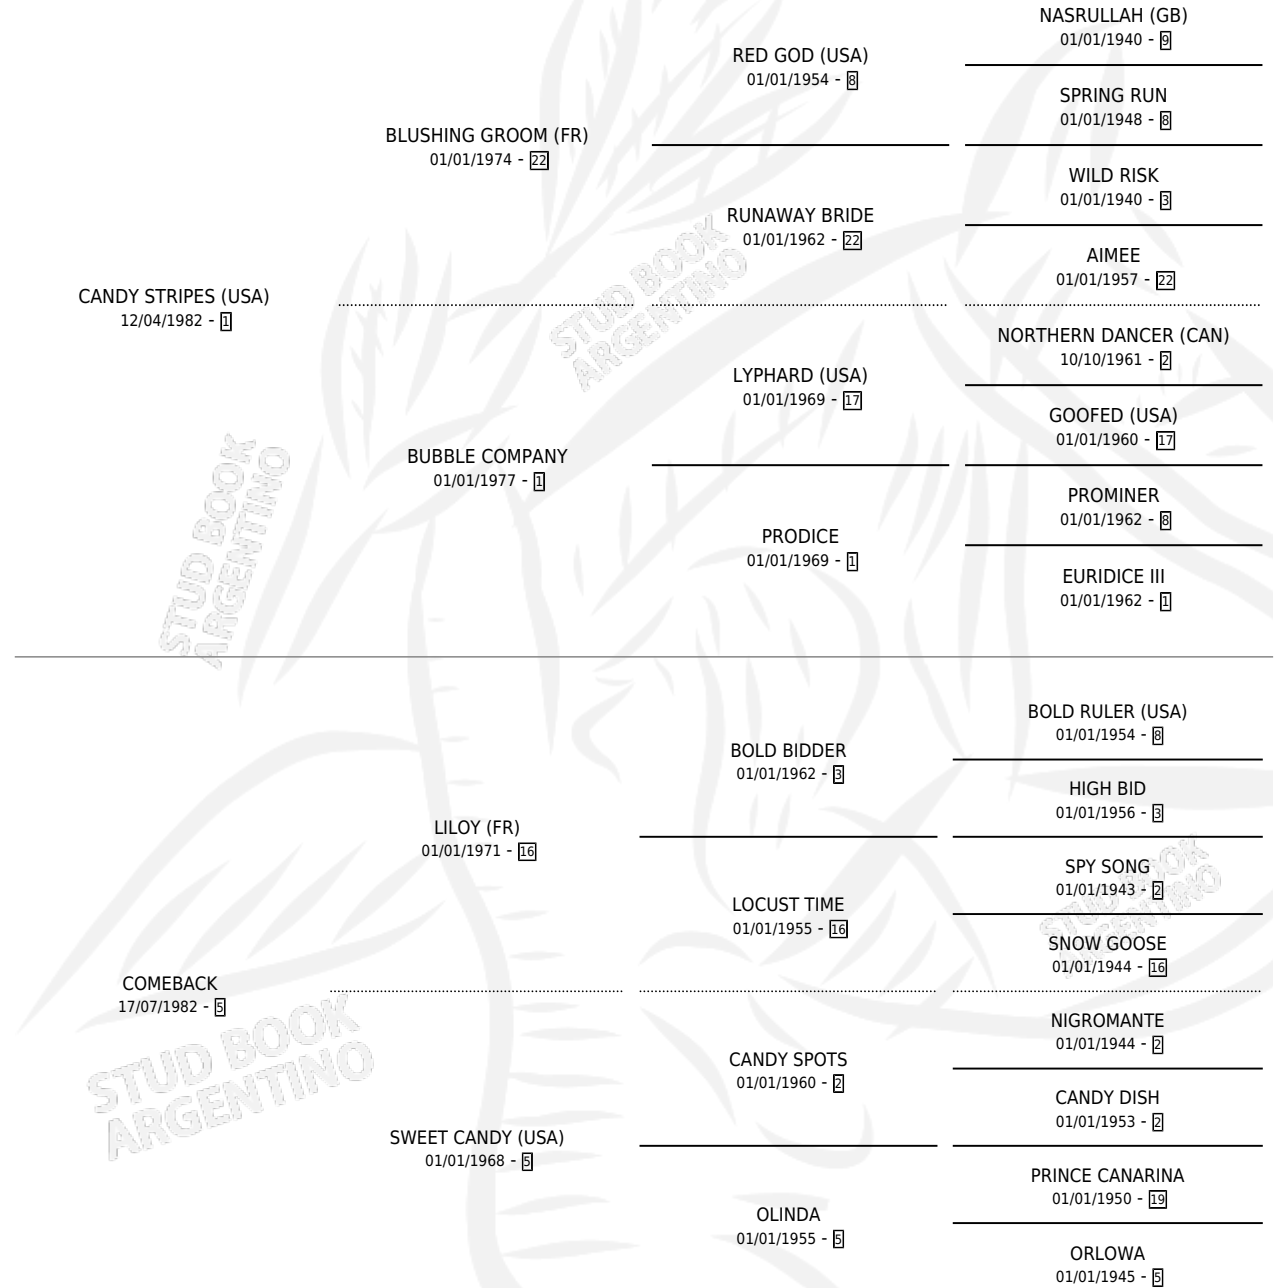 NASRULLAH (GB)
01/01/1940 - 9
RED GOD (USA)
01/01/1954 - 8
SPRING RUN
01/01/1948 - 8
BLUSHING GROOM (FR)
01/01/1974 - 22
WILD RISK
01/01/1940 - 3
RUNAWAY BRIDE
01/01/1962 - 22
AIMEE
01/01/1957 - 22
CANDY STRIPES (USA)
12/04/1982 - 1
NORTHERN DANCER (CAN)
10/10/1961 - 2
LYPHARD (USA)
01/01/1969 - 17
GOOFED (USA)
01/01/1960 - 17
BUBBLE COMPANY
01/01/1977 - 1
PROMINER
01/01/1962 - 8
PRODICE
01/01/1969 - 1
EURIDICE III
01/01/1962 - 1
BOLD RULER (USA)
01/01/1954 - 8
BOLD BIDDER
01/01/1962 - 3
HIGH BID
01/01/1956 - 3
LILOY (FR)
01/01/1971 - 16
SPY SONG
01/01/1943 - 2
LOCUST TIME
01/01/1955 - 16
SNOW GOOSE
01/01/1944 - 16
COMEBACK
17/07/1982 - 5
NIGROMANTE
01/01/1944 - 2
CANDY SPOTS
01/01/1960 - 2
CANDY DISH
01/01/1953 - 2
SWEET CANDY (USA)
01/01/1968 - 5
PRINCE CANARINA
01/01/1950 - 19
OLINDA
01/01/1955 - 5
ORLOWA
01/01/1945 - 5
STUD BOOK
ARGENTINO
STUD BOOK
ARGENTINO
STUD BOOK
ARGENTINO
STUD BOOK
ARGENTINO